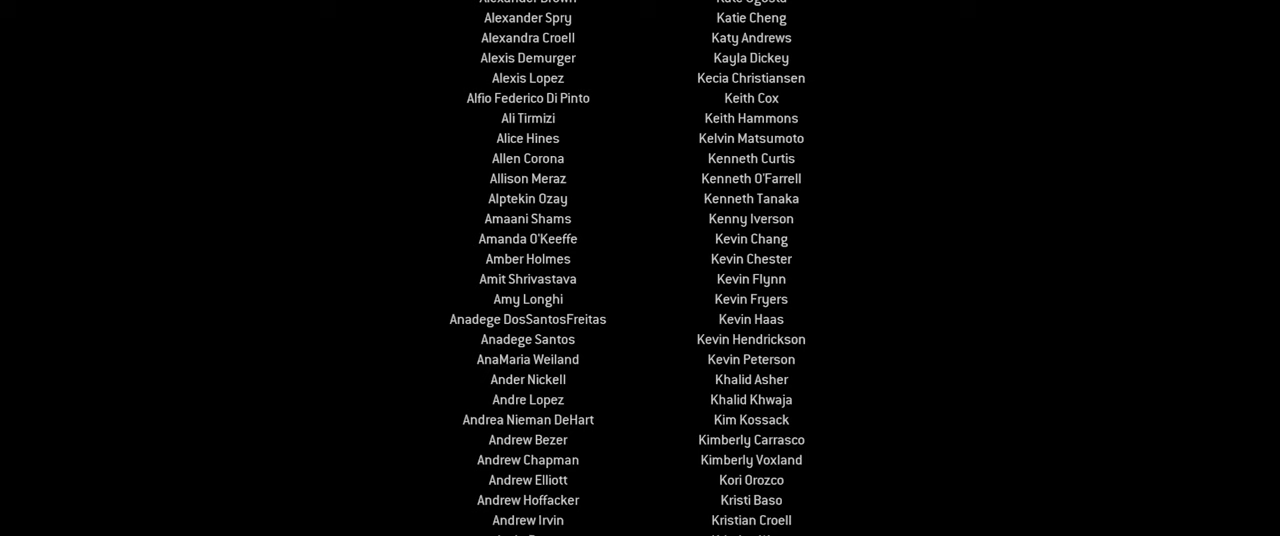 Alexander Spry
Alexandra Croell
Alexis Demurger
Alexis Lopez
Alfio Federico Di Pinto
Ali Tirmizi
Alice Hines
Allen Corona
Allison Meraz
Alptekin Ozay
Amaani Shams
Amanda O'Keeffe
Amber Holmes
Amit Shrivastava
Amy Longhi
Anadege DosSantosFreitas
Anadege Santos
AnaMaria Weiland
Ander Nickell
Andre Lopez
Andrea Nieman DeHart
Andrew Bezer
Andrew Chapman
Andrew Elliott
Andrew Hoffacker
Andrew Irvin
Katie Cheng
Katy Andrews
Kayla Dickey
Kecia Christiansen
Keith Cox
Keith Hammons
Kelvin Matsumoto
Kenneth Curtis
Kenneth O'Farrell
Kenneth Tanaka
Kenny Iverson
Kevin Chang
Kevin Chester
Kevin Flynn
Kevin Fryers
Kevin Haas
Kevin Hendrickson
Kevin Peterson
Khalid Asher
Khalid Khwaja
Kim Kossack
Kimberly Carrasco
Kimberly Voxland
Kori Orozco
Kristi Baso
Kristian Croell